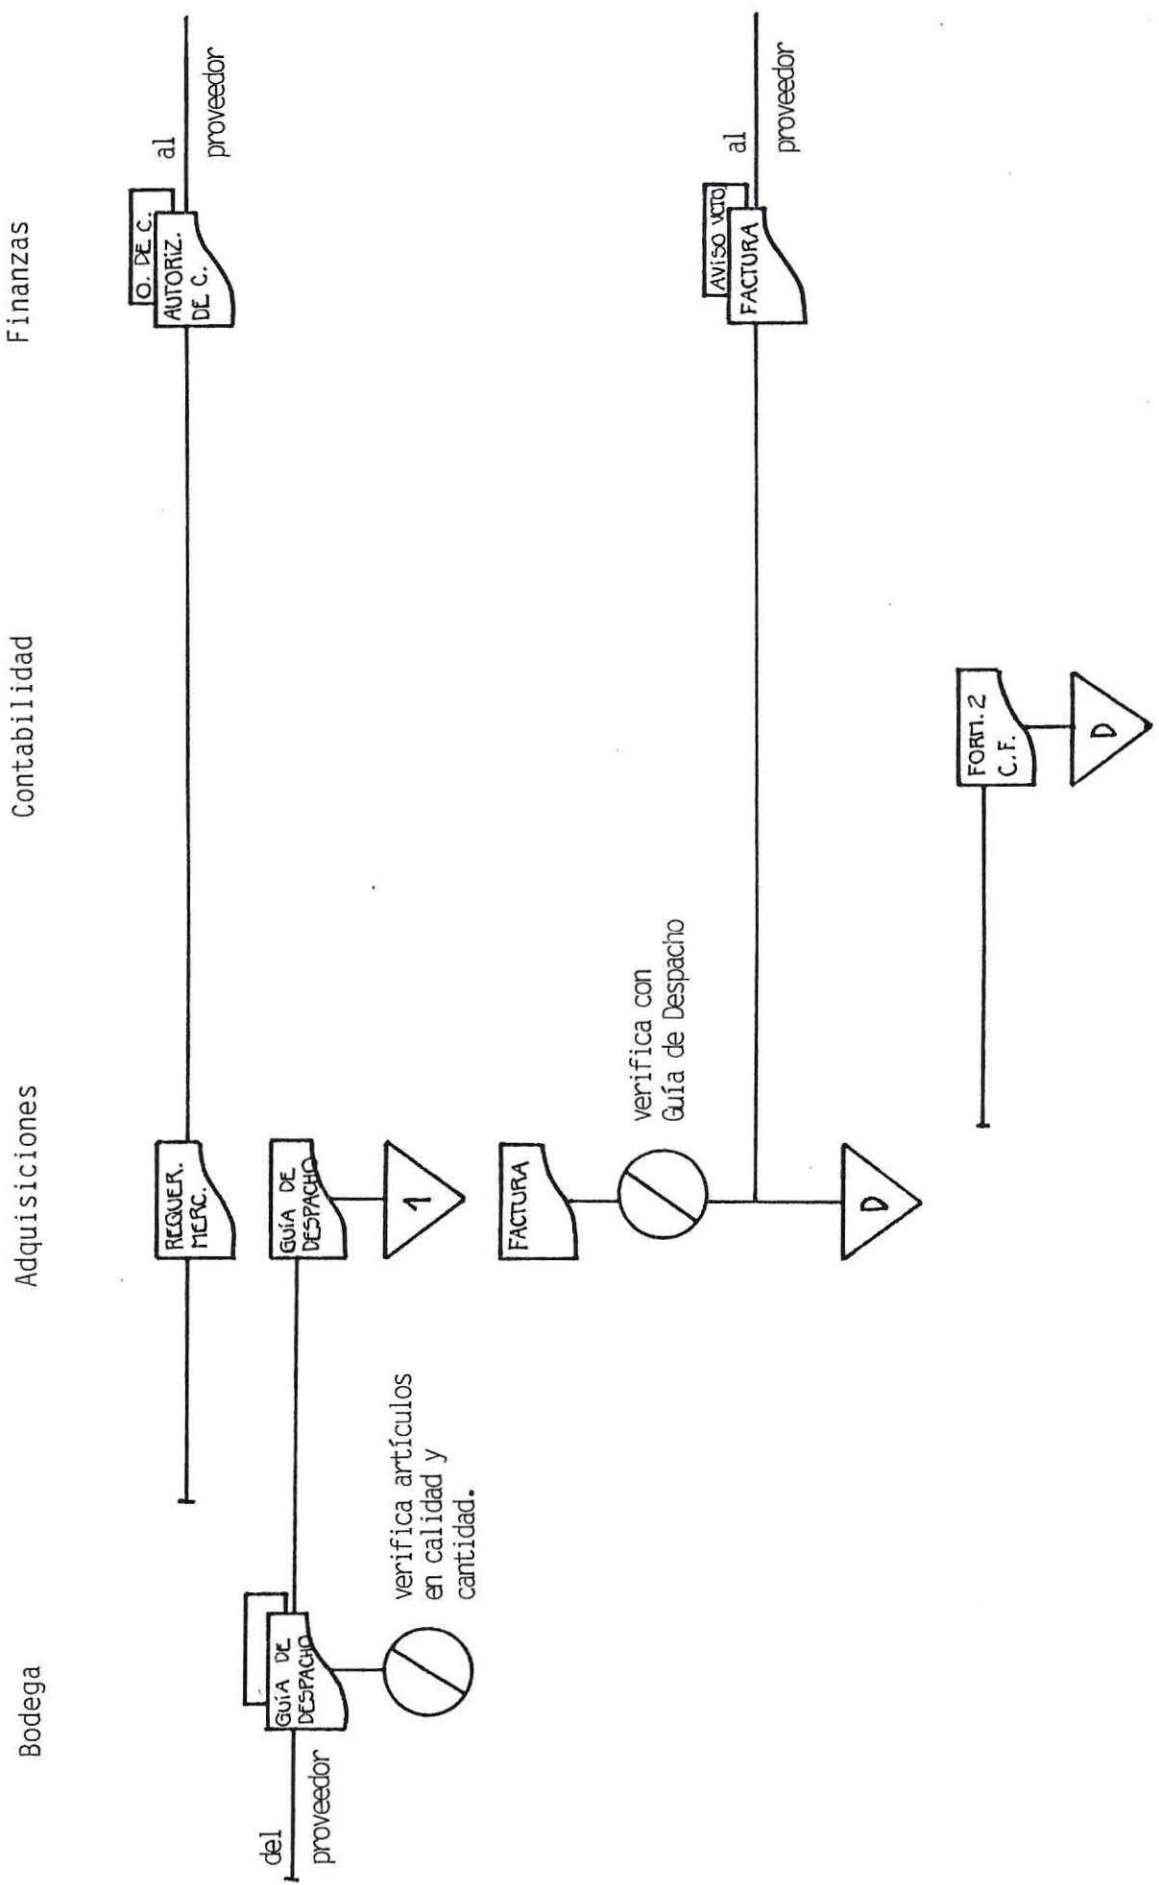 Bodega
Adquisiciones
Contabilidad
Finanzas
REQUER.
MERC.
O. DE C.
AUTORIZ.
DE C.
al
proveedor
del
proveedor
GUÍA DE
DESPACHO
verifica artículos
en calidad y
cantidad.
GUÍA DE
DESPACHO
1
FACTURA
verifica con
Guía de Despacho
D
AVISO VCTO
FACTURA
al
proveedor
FORM. 2
C.F.
D